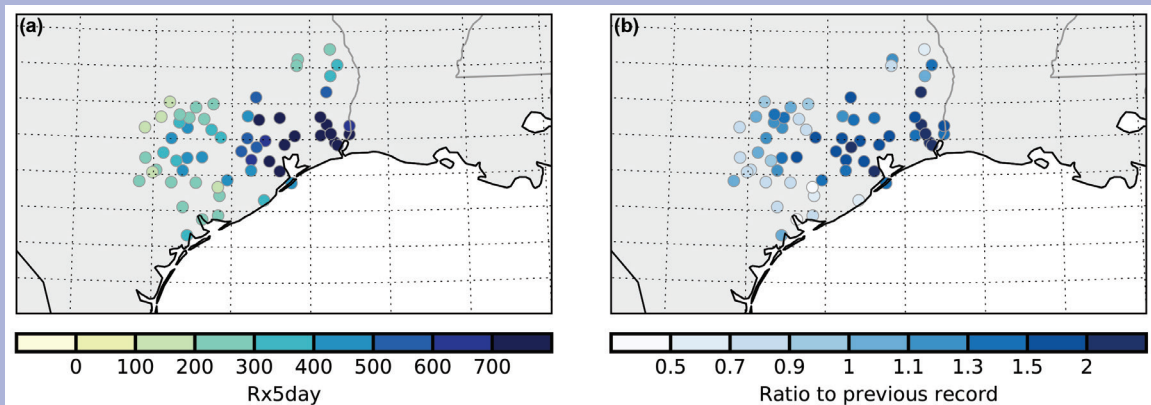 (a)
(b)
0 100 200 300 400 500 600 700
Rx5day
0.5 0.7 0.9 1 1.1 1.3 1.5 2
Ratio to previous record